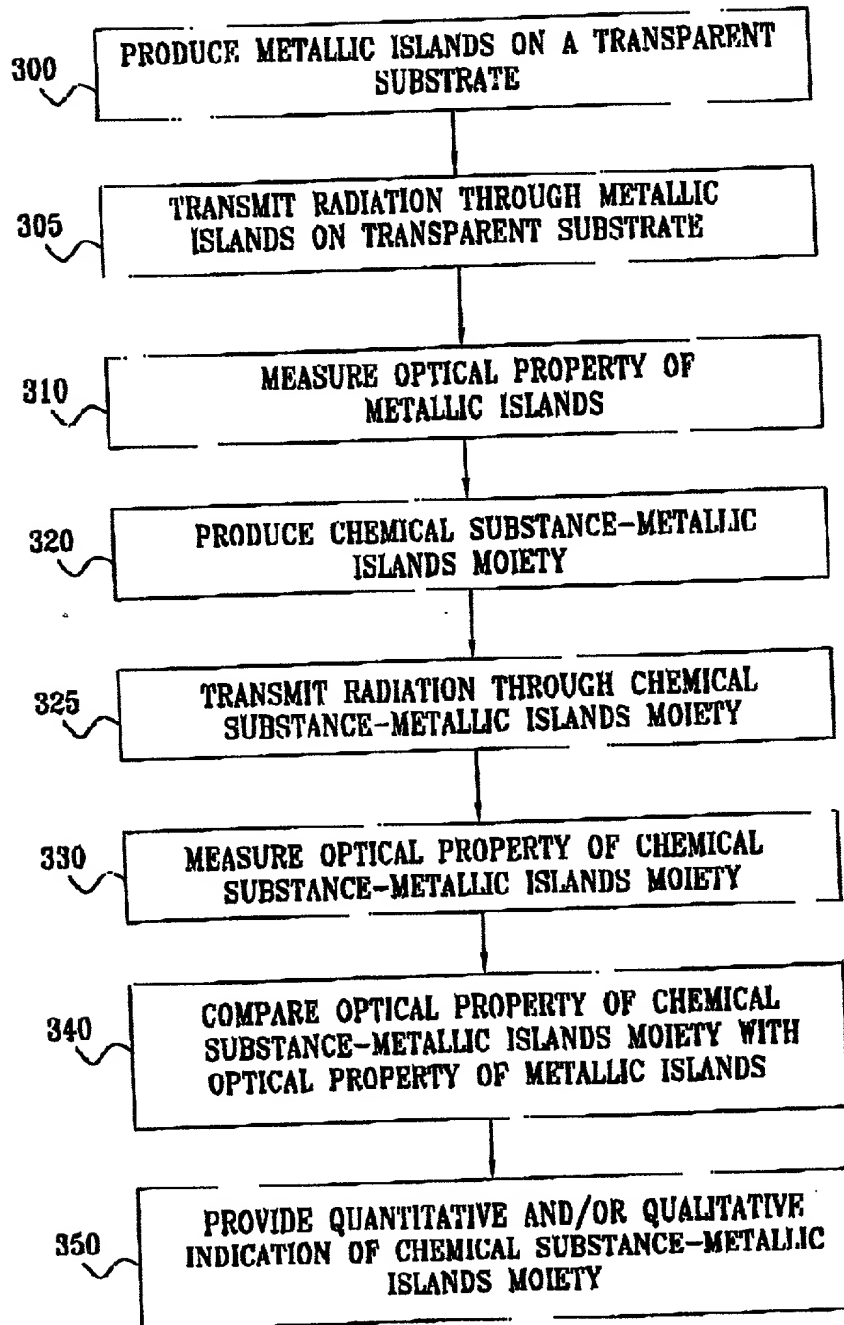 300
PRODUCE METALLIC ISLANDS ON A TRANSPARENT
SUBSTRATE
305
TRANSMIT RADIATION THROUGH METALLIC
ISLANDS ON TRANSPARENT SUBSTRATE
310
MEASURE OPTICAL PROPERTY OF
METALLIC ISLANDS
320
PRODUCE CHEMICAL SUBSTANCE-METALLIC
ISLANDS MOIETY
325
TRANSMIT RADIATION THROUGH CHEMICAL
SUBSTANCE-METALLIC ISLANDS MOIETY
330
MEASURE OPTICAL PROPERTY OF CHEMICAL
SUBSTANCE-METALLIC ISLANDS MOIETY
340
COMPARE OPTICAL PROPERTY OF CHEMICAL
SUBSTANCE-METALLIC ISLANDS MOIETY WITH
OPTICAL PROPERTY OF METALLIC ISLANDS
350
PROVIDE QUANTITATIVE AND/OR QUALITATIVE
INDICATION OF CHEMICAL SUBSTANCE-METALLIC
ISLANDS MOIETY